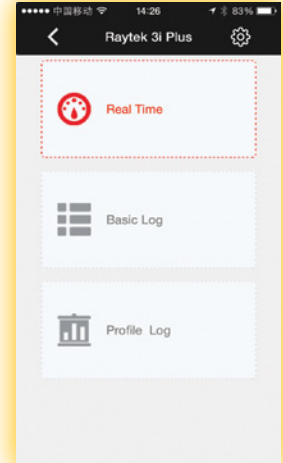 中国移动 14:26 83%
Raytek 3i Plus
Real Time
Basic Log
Profile Log